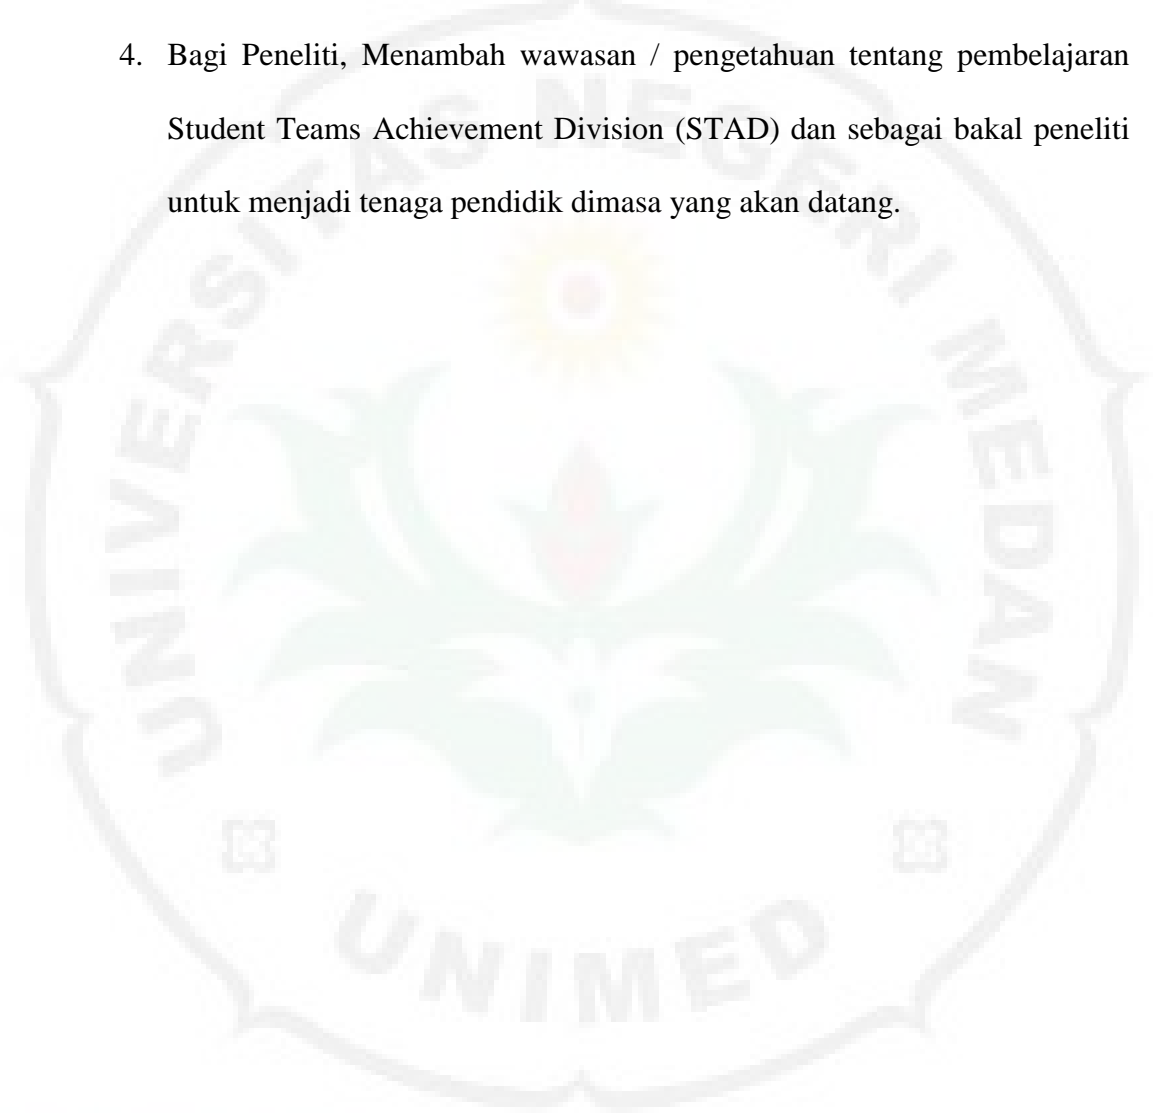 4. Bagi Peneliti, Menambah wawasan / pengetahuan tentang pembelajaran
Student Teams Achievement Division (STAD) dan sebagai bakal peneliti
untuk menjadi tenaga pendidik dimasa yang akan datang.
UNIVERSITAS NEGERI MEDAN
UNIMED